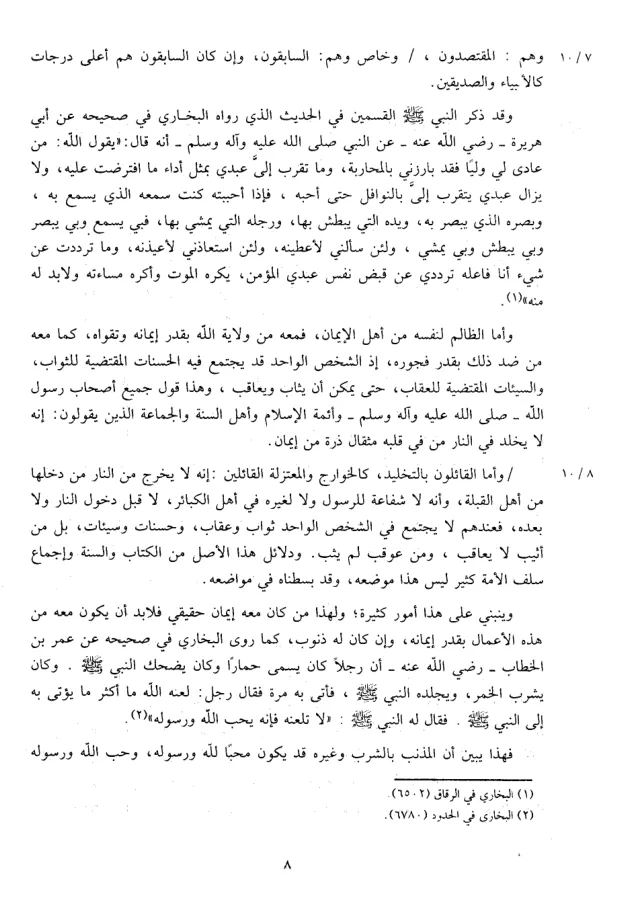 ١٠/٧ وهم : المقتصدون ، / وخاص وهم: السابقون، وإن كان السابقون هم أعلى درجات
كالأنبياء والصديقين.
وقد ذكر النبي ﷺ القسمين في الحديث الذي رواه البخاري في صحيحه عن أبي
هريرة ـ رضي اللّه عنه ـ عن النبي صلى الله عليه وآله وسلم ـ أنه قال:«يقول اللّه: من
عادى لي وليًا فقد بارزني بالمحاربة، وما تقرب إلىَّ عبدي بمثل أداء ما افترضت عليه، ولا
يزال عبدي يتقرب إلىَّ بالنوافل حتى أحبه ، فإذا أحببته كنت سمعه الذي يسمع به ،
وبصره الذي يبصر به، ويده التي يبطش بها، ورجله التي يمشي بها، فبي يسمع وبي يبصر
وبي يبطش وبي يمشي ، ولئن سألني لأعطينه، ولئن استعاذني لأعيذنه، وما ترددت عن
شيء أنا فاعله ترددي عن قبض نفس عبدي المؤمن، يكره الموت وأكره مساءته ولابد له
منه»(١).
وأما الظالم لنفسه من أهل الإيمان، فمعه من ولاية اللّه بقدر إيمانه وتقواه، كما معه
من ضد ذلك بقدر فجوره، إذ الشخص الواحد قد يجتمع فيه الحسنات المقتضية للثواب،
والسيئات المقتضية للعقاب، حتى يمكن أن يثاب ويعاقب ، وهذا قول جميع أصحاب رسول
اللّه ـ صلى الله عليه وآله وسلم ـ وأئمة الإسلام وأهل السنة والجماعة الذين يقولون: إنه
لا يخلد في النار من في قلبه مثقال ذرة من إيمان.
١٠/٨ / وأما القائلون بالتخليد، كالخوارج والمعتزلة القائلين :إنه لا يخرج من النار من دخلها
من أهل القبلة، وأنه لا شفاعة للرسول ولا لغيره في أهل الكبائر، لا قبل دخول النار ولا
بعده، فعندهم لا يجتمع في الشخص الواحد ثواب وعقاب، وحسنات وسيئات، بل من
أثيب لا يعاقب ، ومن عوقب لم يثب. ودلائل هذا الأصل من الكتاب والسنة وإجماع
سلف الأمة كثير ليس هذا موضعه، وقد بسطناه في مواضعه.
وينبني على هذا أمور كثيرة؛ ولهذا من كان معه إيمان حقيقي فلابد أن يكون معه من
هذه الأعمال بقدر إيمانه، وإن كان له ذنوب، كما روى البخاري في صحيحه عن عمر بن
الخطاب ـ رضي اللّه عنه ـ أن رجلاً كان يسمى حمارًا وكان يضحك النبي ﷺ . وكان
يشرب الخمر، ويجلده النبي ﷺ ، فأتى به مرة فقال رجل: لعنه اللّه ما أكثر ما يؤتى به
إلى النبي ﷺ . فقال له النبي ﷺ : «لا تلعنه فإنه يحب اللّه ورسوله»(٢).
فهذا يبين أن المذنب بالشرب وغيره قد يكون محبًا للّه ورسوله، وحب اللّه ورسوله
(١) البخاري في الرقاق (٦٥٠٢).
(٢) البخارى في الحدود (٦٧٨٠).
٨